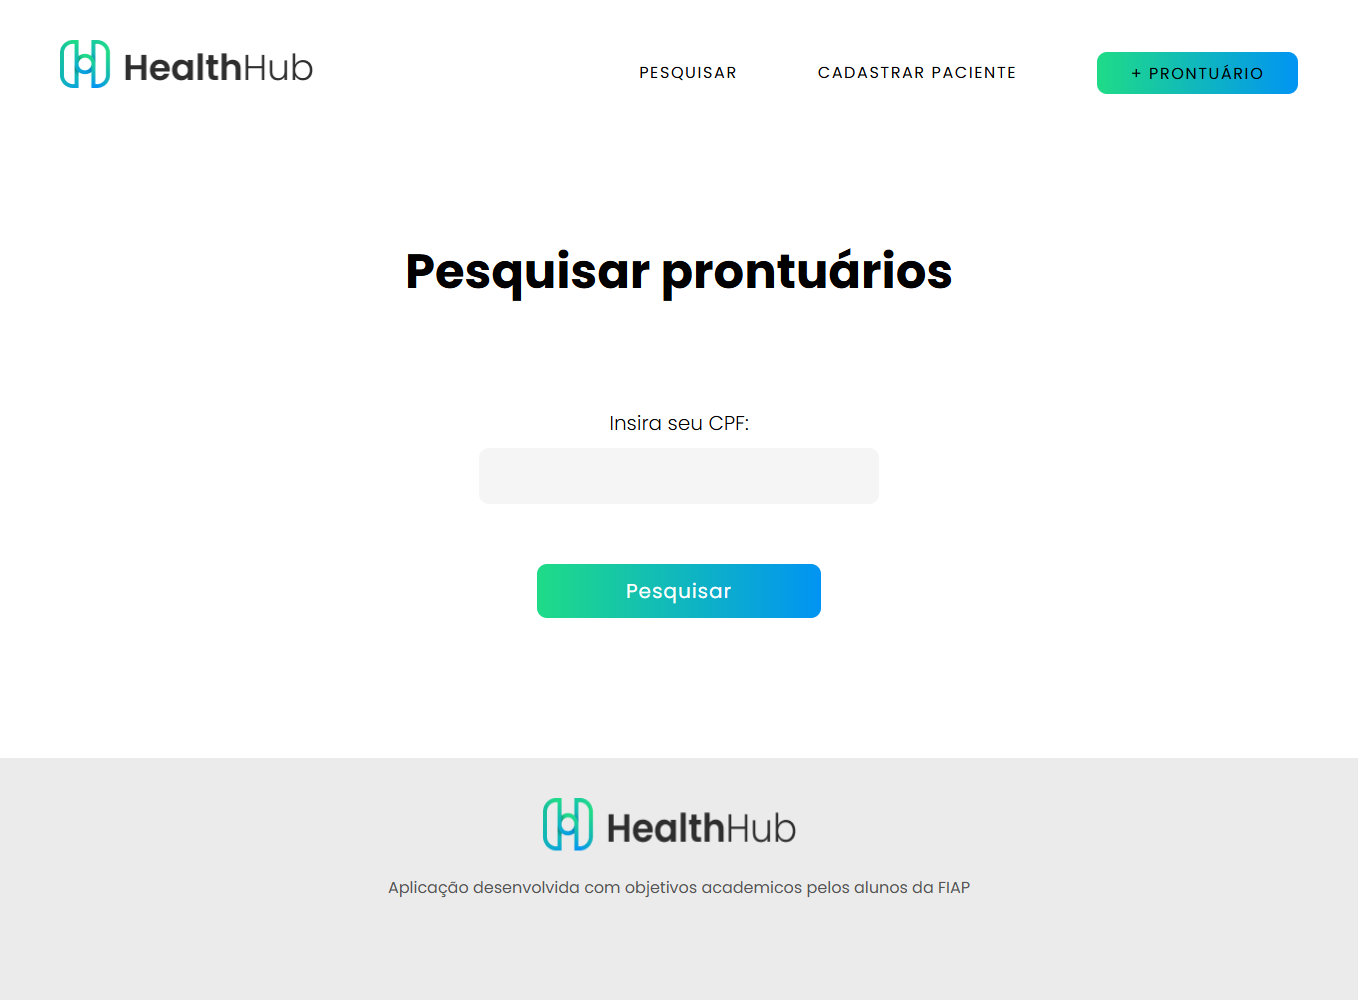 HealthHub
PESQUISAR
CADASTRAR PACIENTE
+ PRONTUÁRIO
Pesquisar prontuários
Insira seu CPF:
Pesquisar
HealthHub
Aplicação desenvolvida com objetivos academicos pelos alunos da FIAP